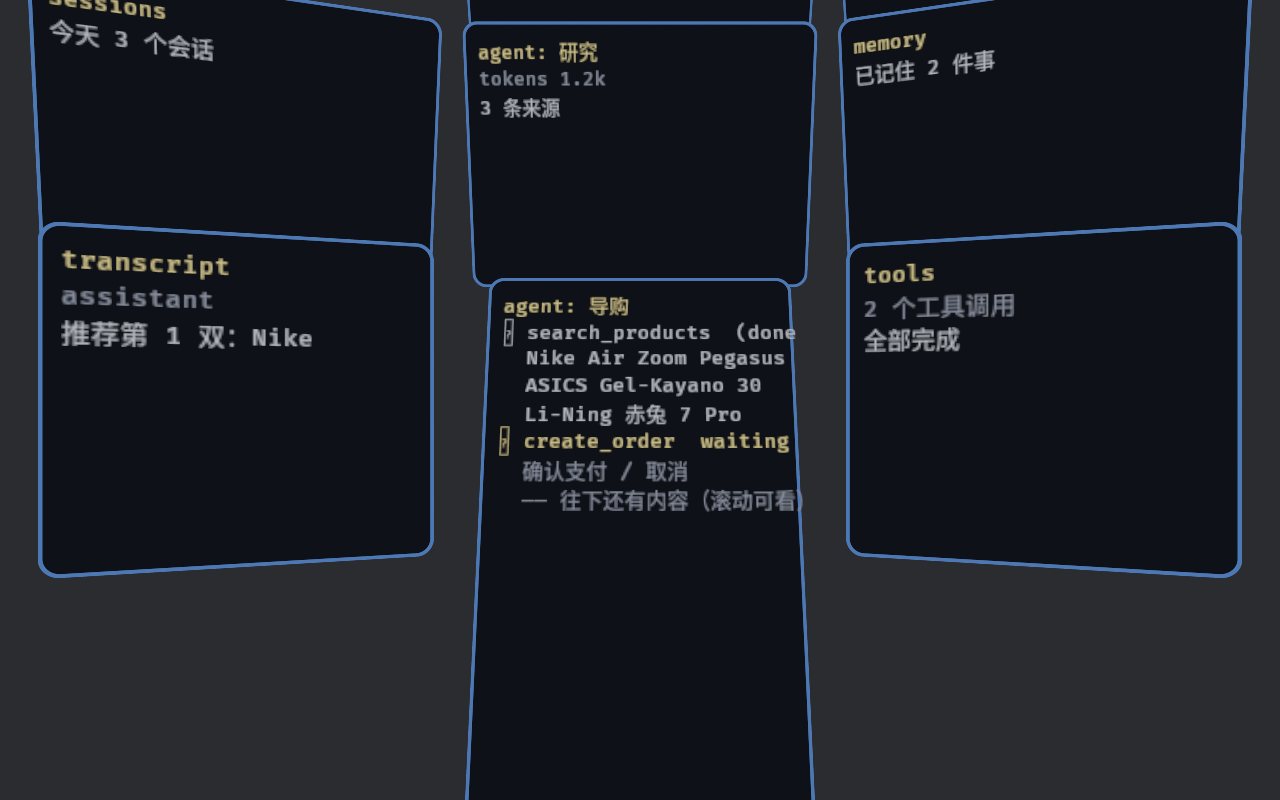 sessions
今天 3 个会话
agent: 研究
tokens 1.2k
3 条来源
memory
已记住 2 件事
transcript
assistant
推荐第 1 双：Nike
agent: 导购
search_products (done
Nike Air Zoom Pegasus
ASICS Gel-Kayano 30
Li-Ning 赤兔 7 Pro
create_order waiting
确认支付 / 取消
—— 往下还有内容（滚动可看）
tools
2 个工具调用
全部完成